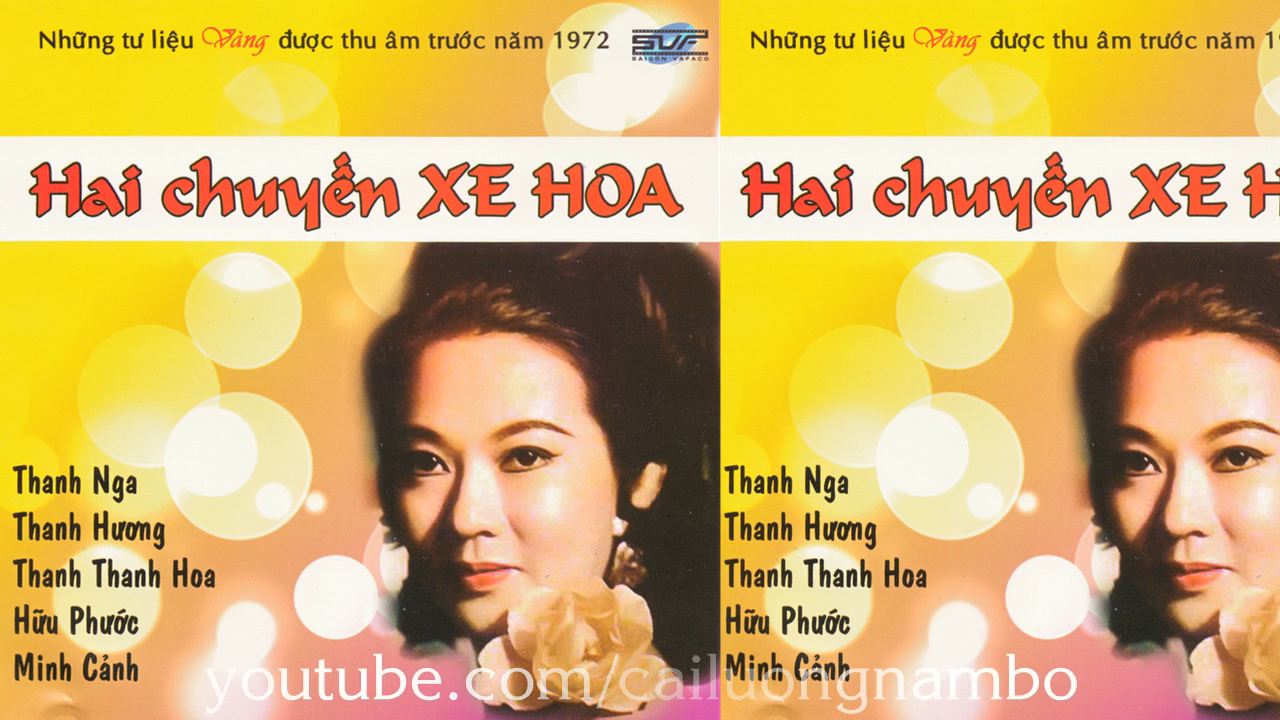 Những tư liệu Vàng được thu âm trước năm 1972
SVF
SAIGON VAFACO
Hai chuyến XE HOA
Thanh Nga
Thanh Hương
Thanh Thanh Hoa
Hữu Phước
Minh Cảnh
Những tư liệu Vàng được thu âm trước năm 1
Hai chuyến XE H
Thanh Nga
Thanh Hương
Thanh Thanh Hoa
Hữu Phước
Minh Cảnh
youtube.com/cailuongnambo